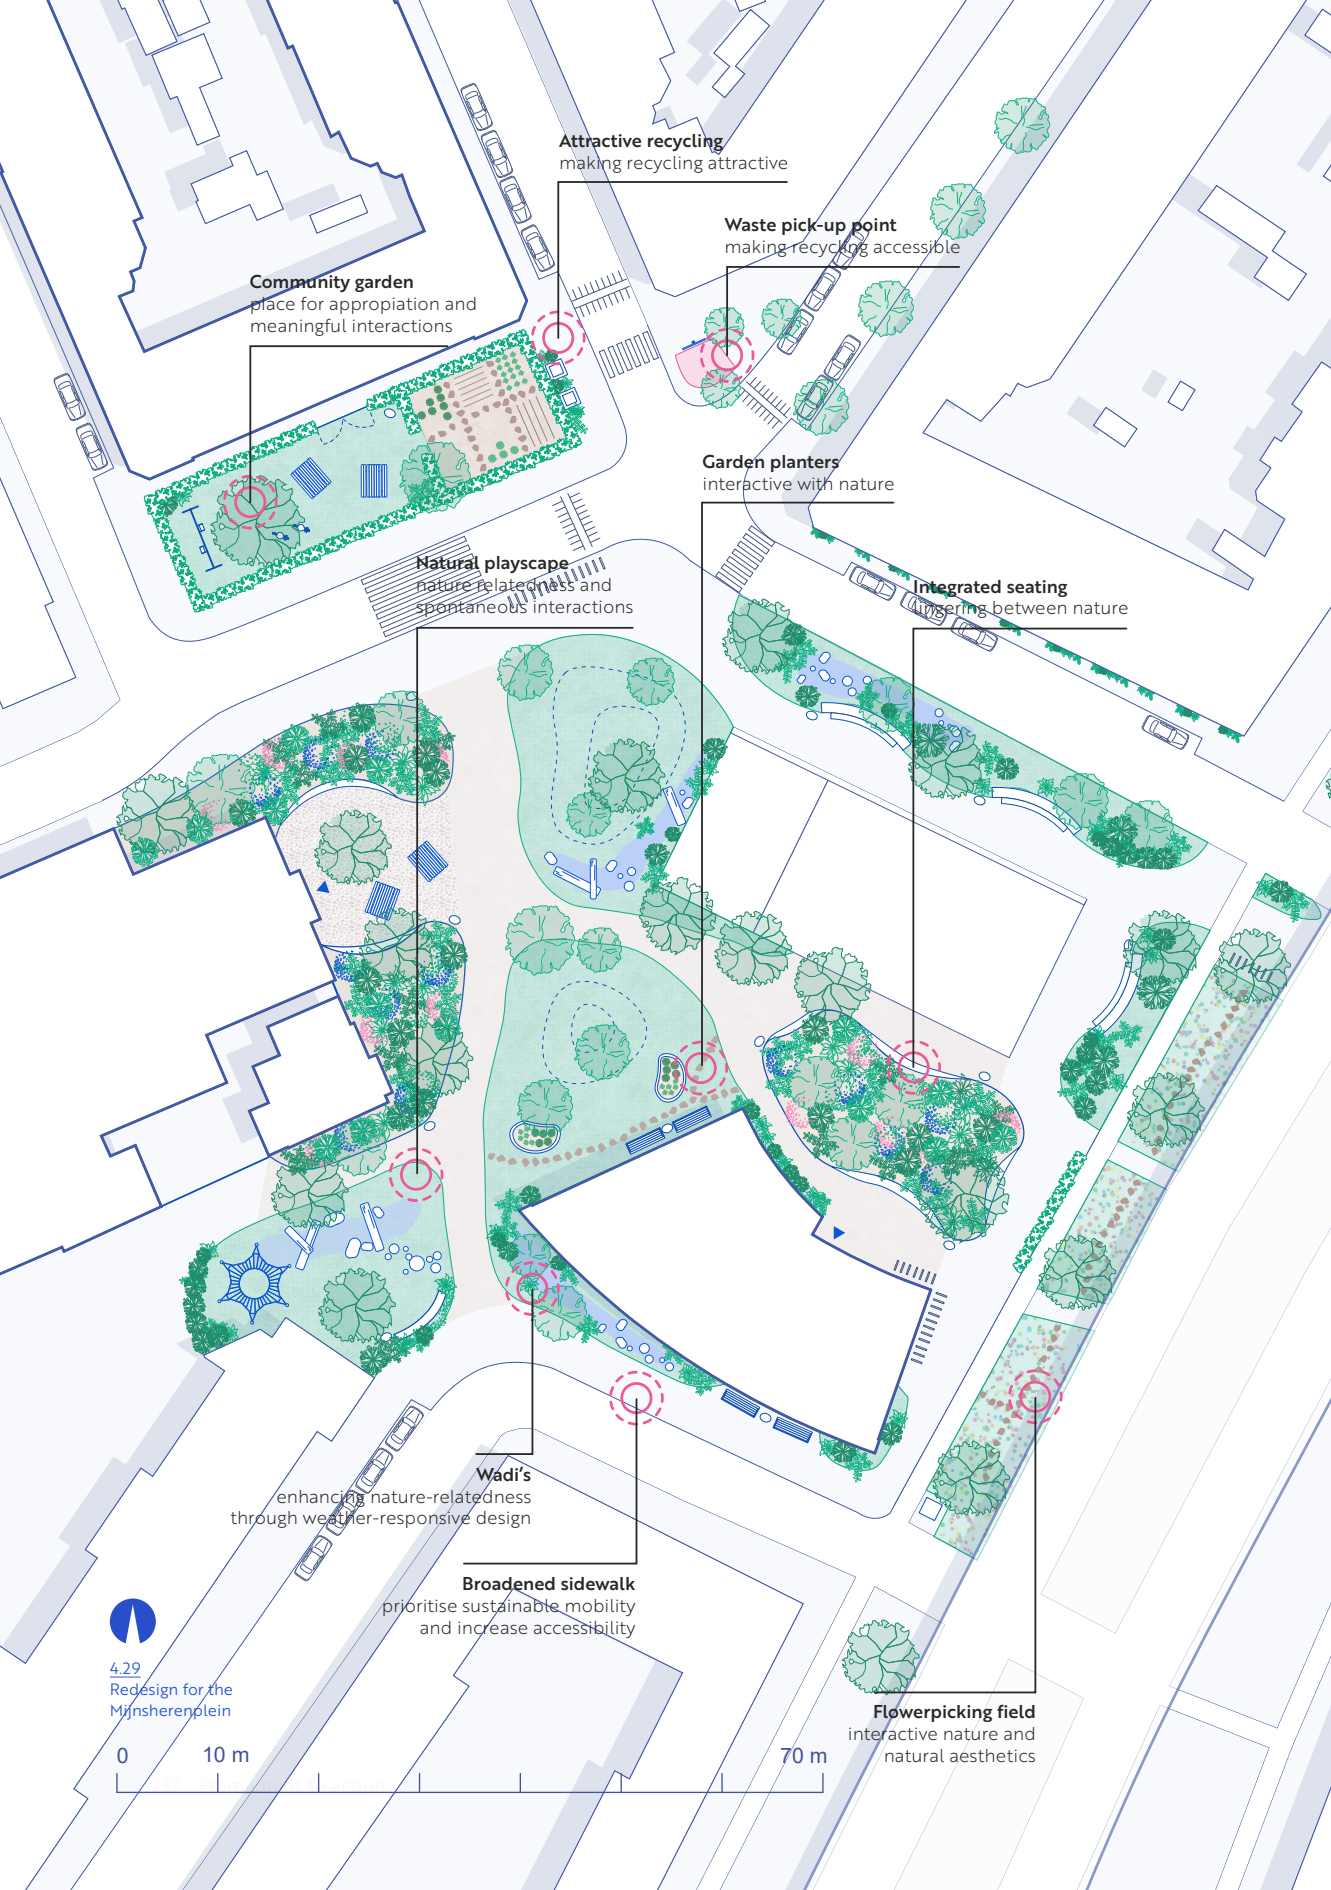 Attractive recycling
making recycling attractive
Waste pick-up point
making recycling accessible
Community garden
place for appropiation and
meaningful interactions
Garden planters
interactive with nature
Natural playscape
nature relatedness and
spontaneous interactions
Integrated seating
lingering between nature
Wadi's
enhancing nature-relatedness
through weather-responsive design
Broadened sidewalk
prioritise sustainable mobility
and increase accessibility
4.29
Redesign for the
Mijnsherenplein
Flowerpicking field
interactive nature and
natural aesthetics
0 10 m 70 m